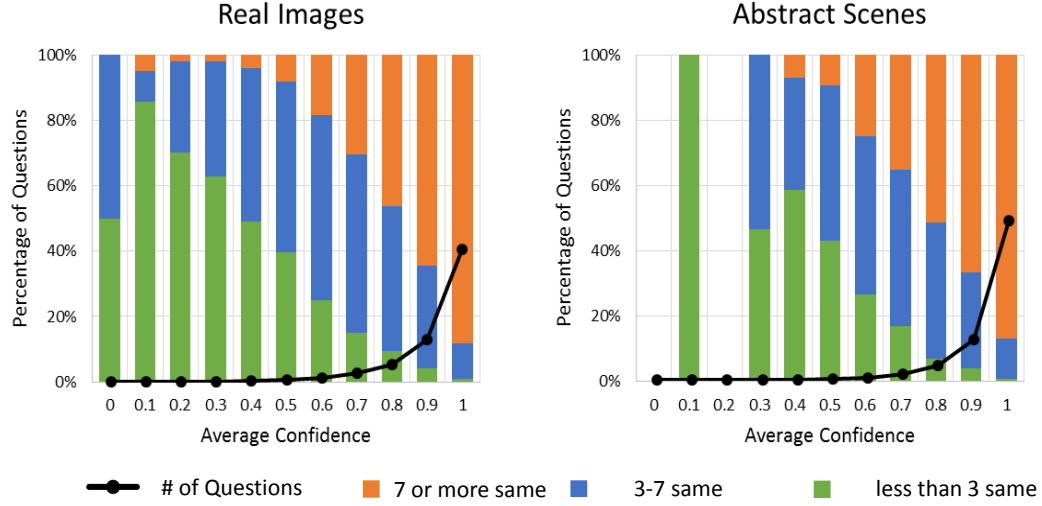 Real Images
Percentage of Questions
100%
80%
60%
40%
20%
0%
0 0.1 0.2 0.3 0.4 0.5 0.6 0.7 0.8 0.9 1
Average Confidence
Abstract Scenes
Percentage of Questions
100%
80%
60%
40%
20%
0%
0 0.1 0.2 0.3 0.4 0.5 0.6 0.7 0.8 0.9 1
Average Confidence
# of Questions 7 or more same 3-7 same less than 3 same